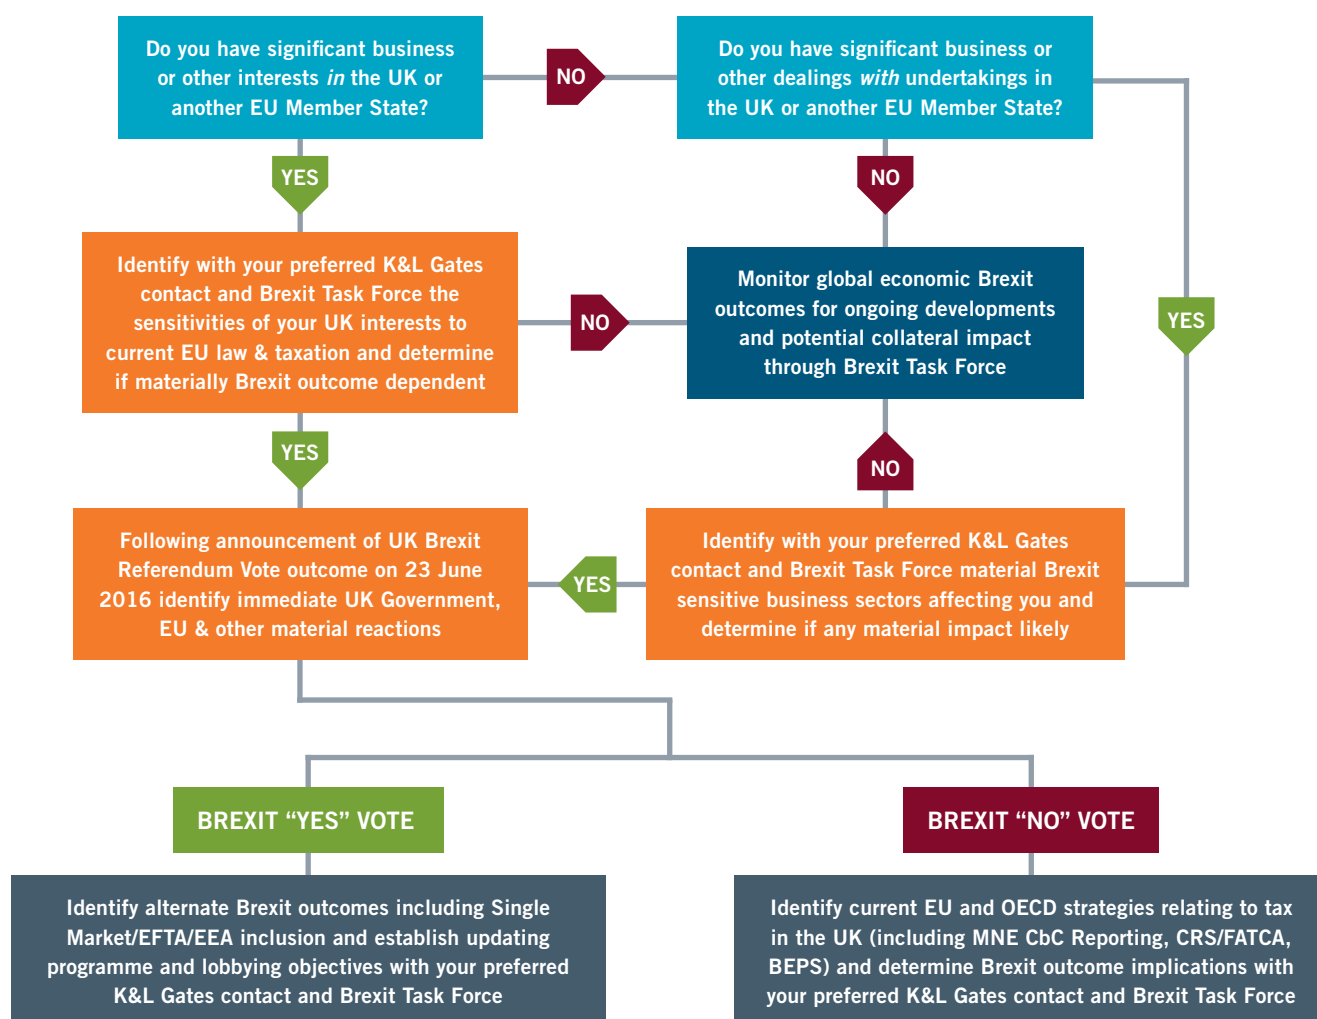 Do you have significant business
or other interests in the UK or
another EU Member State?
NO
Do you have significant business or
other dealings with undertakings in
the UK or another EU Member State?
YES
NO
Identify with your preferred K&L Gates
contact and Brexit Task Force the
sensitivities of your UK interests to
current EU law & taxation and determine
if materially Brexit outcome dependent
NO
Monitor global economic Brexit
outcomes for ongoing developments
and potential collateral impact
through Brexit Task Force
YES
YES
NO
Following announcement of UK Brexit
Referendum Vote outcome on 23 June
2016 identify immediate UK Government,
EU & other material reactions
YES
Identify with your preferred K&L Gates
contact and Brexit Task Force material Brexit
sensitive business sectors affecting you and
determine if any material impact likely
BREXIT “YES” VOTE
BREXIT “NO” VOTE
Identify alternate Brexit outcomes including Single
Market/EFTA/EEA inclusion and establish updating
programme and lobbying objectives with your preferred
K&L Gates contact and Brexit Task Force
Identify current EU and OECD strategies relating to tax
in the UK (including MNE CbC Reporting, CRS/FATCA,
BEPS) and determine Brexit outcome implications with
your preferred K&L Gates contact and Brexit Task Force